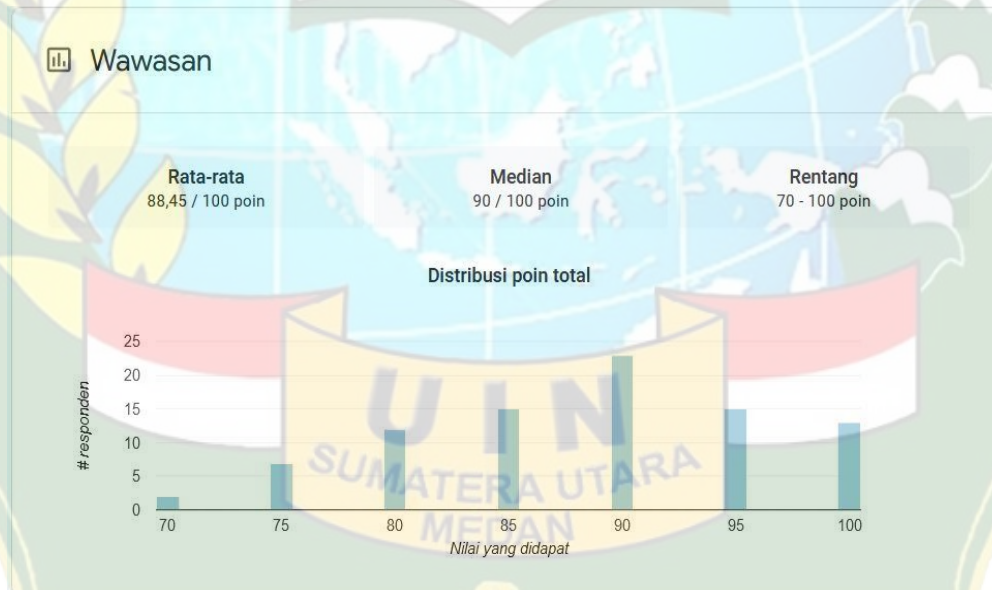 Wawasan
Rata-rata
88,45 / 100 poin
Median
90 / 100 poin
Rentang
70 - 100 poin
Distribusi poin total
25
20
15
10
5
0
# responden
70 75 80 85 90 95 100
Nilai yang didapat
UIN
SUMATERA UTARA
MEDAN